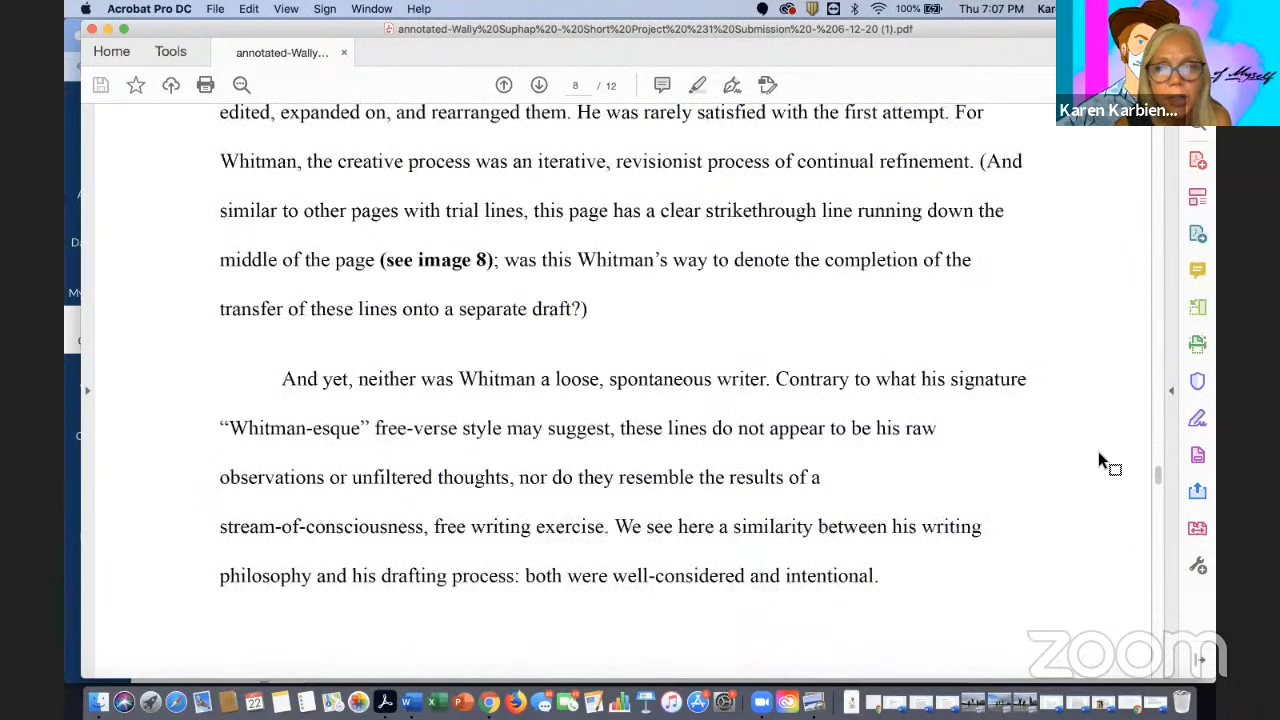 Acrobat Pro DC File Edit View Sign Window Help 100% Thu 7:07 PM Kar
annotated-Wally%20Suphap%20-%20Short%20Project%20%231%20Submission%20-%206-12-20 (1).pdf
Home Tools annotated-Wally... ×
8 / 12
of Myself
Karen Karbien...
edited, expanded on, and rearranged them. He was rarely satisfied with the first attempt. For
Whitman, the creative process was an iterative, revisionist process of continual refinement. (And
similar to other pages with trial lines, this page has a clear strikethrough line running down the
middle of the page (see image 8); was this Whitman’s way to denote the completion of the
transfer of these lines onto a separate draft?)
And yet, neither was Whitman a loose, spontaneous writer. Contrary to what his signature
“Whitman-esque” free-verse style may suggest, these lines do not appear to be his raw
observations or unfiltered thoughts, nor do they resemble the results of a
stream-of-consciousness, free writing exercise. We see here a similarity between his writing
philosophy and his drafting process: both were well-considered and intentional.
zoom